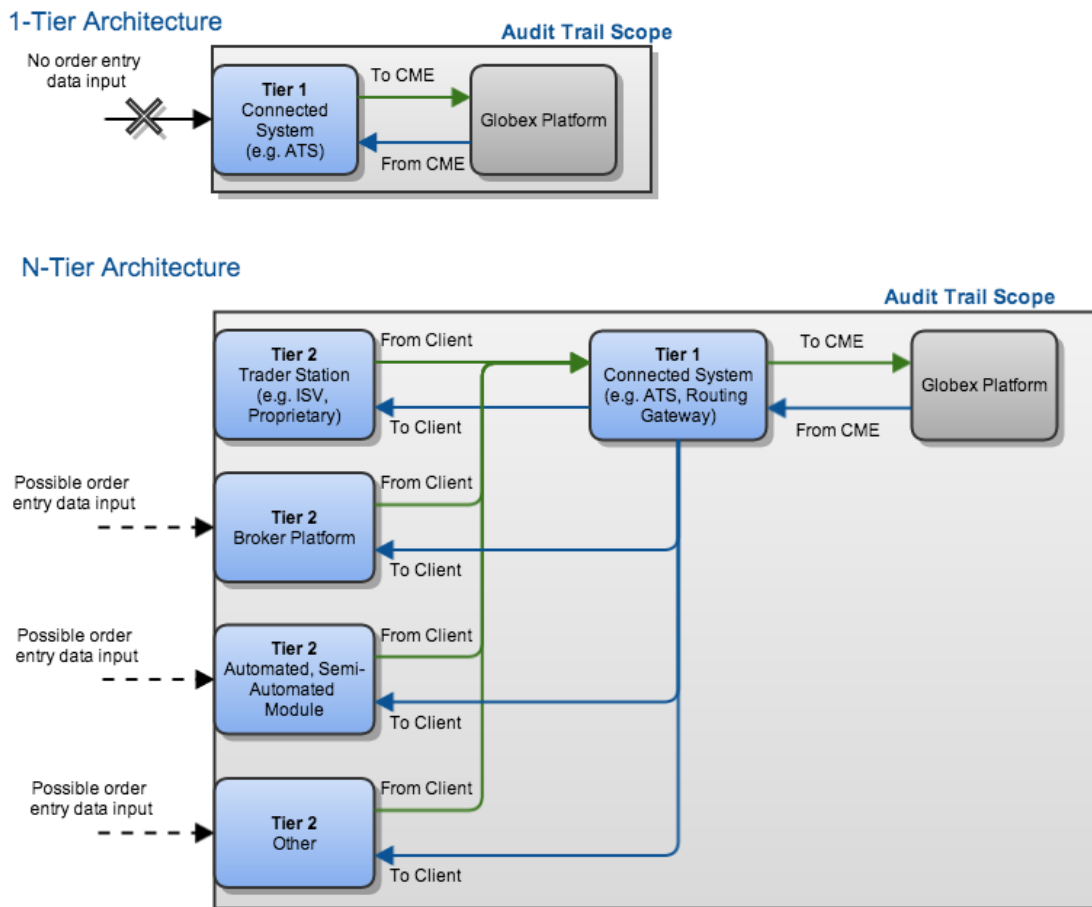 1-Tier Architecture
Audit Trail Scope
No order entry
data input
Tier 1
Connected
System
(e.g. ATS)
To CME
From CME
Globex Platform
N-Tier Architecture
Audit Trail Scope
Tier 2
Trader Station
(e.g. ISV,
Proprietary)
From Client
To Client
Tier 1
Connected System
(e.g. ATS, Routing
Gateway)
To CME
From CME
Globex Platform
Possible order
entry data input
Tier 2
Broker Platform
From Client
To Client
Possible order
entry data input
Tier 2
Automated, Semi-
Automated
Module
From Client
To Client
Possible order
entry data input
Tier 2
Other
From Client
To Client